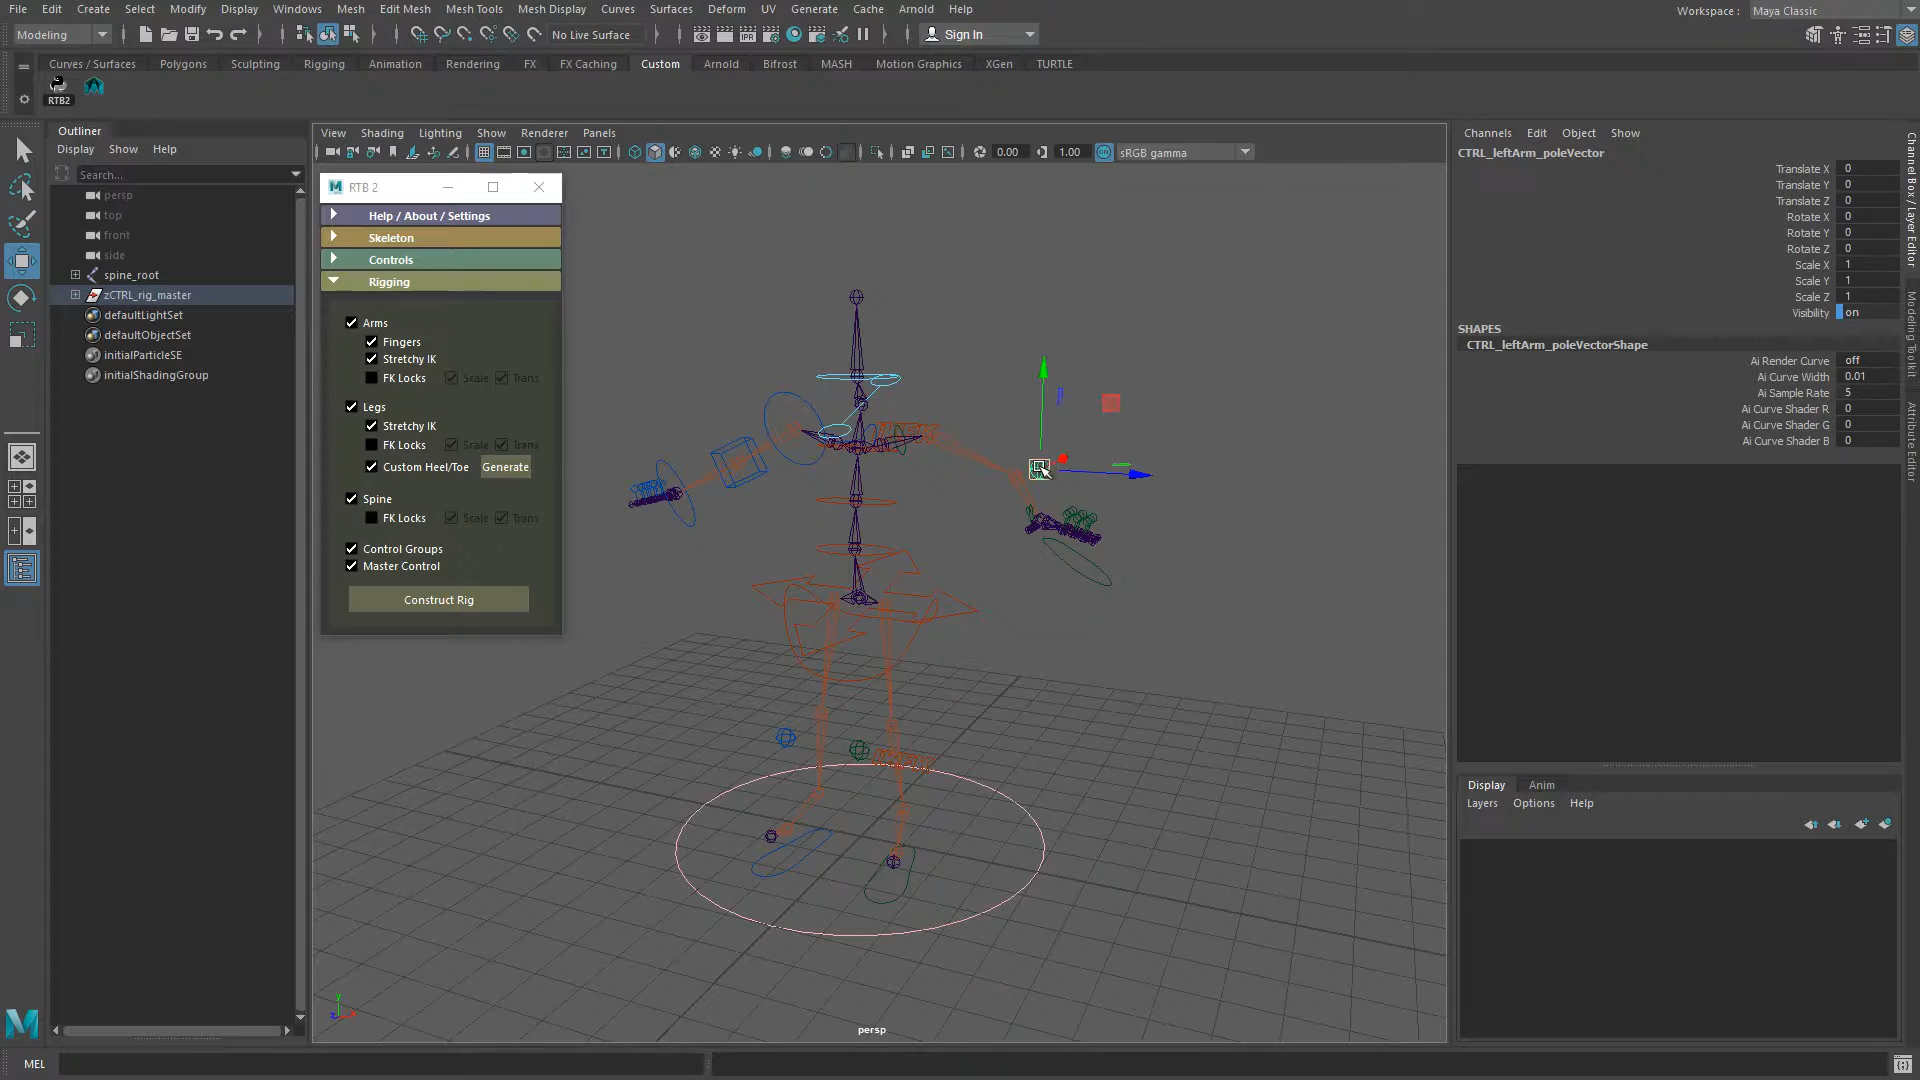 File Edit Create Select Modify Display Windows Mesh Edit Mesh Mesh Tools Mesh Display Curves Surfaces Deform UV Generate Cache Arnold Help
Workspace : Maya Classic
Modeling
No Live Surface
Sign In
Curves / Surfaces Polygons Sculpting Rigging Animation Rendering FX FX Caching Custom Arnold Bifrost MASH Motion Graphics XGen TURTLE
RTB2
Outliner
Display Show Help
Search...
persp
top
front
side
spine_root
zCTRL_rig_master
defaultLightSet
defaultObjectSet
initialParticleSE
initialShadingGroup
View Shading Lighting Show Renderer Panels
0.00 1.00 sRGB gamma
RTB 2
Help / About / Settings
Skeleton
Controls
Rigging
Arms
Fingers
Stretchy IK
FK Locks Scale Trans
Legs
Stretchy IK
FK Locks Scale Trans
Custom Heel/Toe Generate
Spine
FK Locks Scale Trans
Control Groups
Master Control
Construct Rig
persp
Channels Edit Object Show
CTRL_leftArm_poleVector
Translate X 0
Translate Y 0
Translate Z 0
Rotate X 0
Rotate Y 0
Rotate Z 0
Scale X 1
Scale Y 1
Scale Z 1
Visibility on
SHAPES
CTRL_leftArm_poleVectorShape
Ai Render Curve off
Ai Curve Width 0.01
Ai Sample Rate 5
Ai Curve Shader R 0
Ai Curve Shader G 0
Ai Curve Shader B 0
Display Anim
Layers Options Help
Channel Box / Layer Editor
Modeling Toolkit
Attribute Editor
MEL